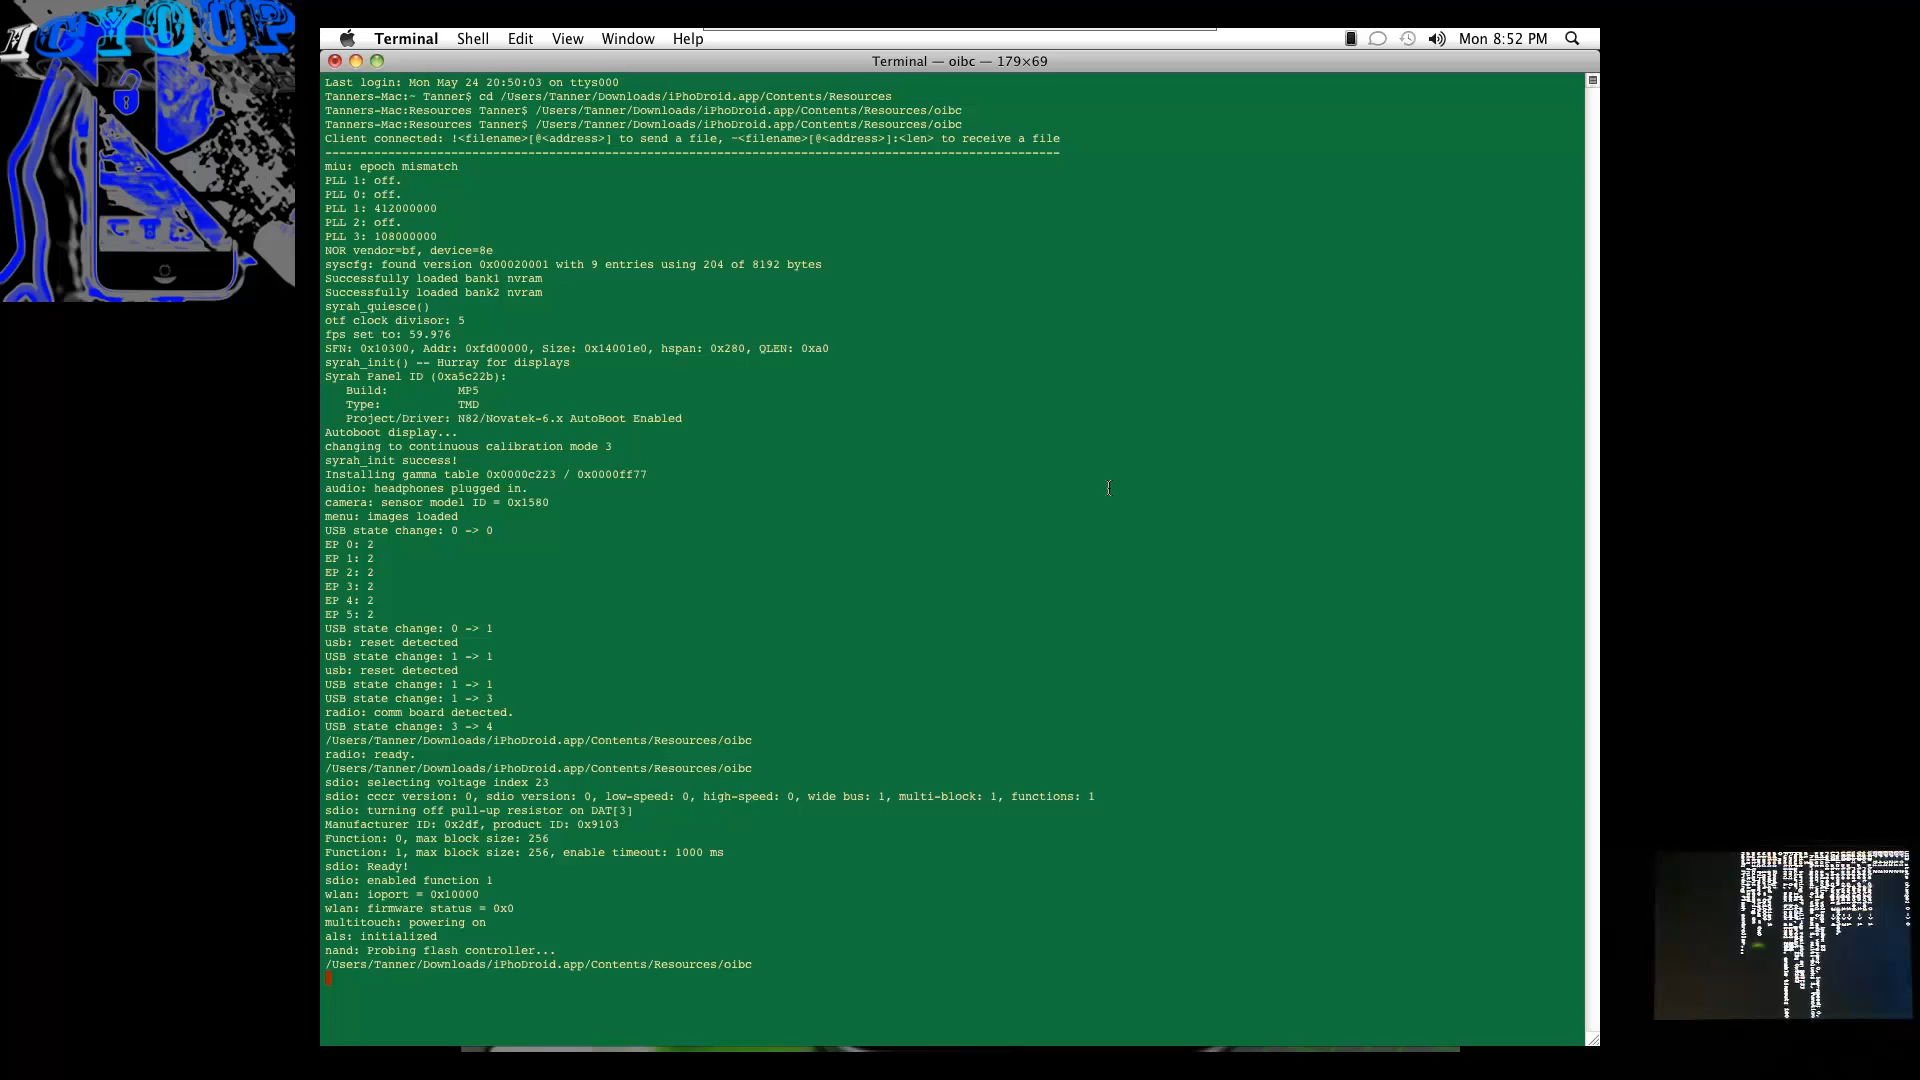 iCYOUP
Terminal Shell Edit View Window Help Mon 8:52 PM
Terminal — oibc — 179×69
Last login: Mon May 24 20:50:03 on ttys000
Tanners-Mac:~ Tanner$ cd /Users/Tanner/Downloads/iPhoDroid.app/Contents/Resources
Tanners-Mac:Resources Tanner$ /Users/Tanner/Downloads/iPhoDroid.app/Contents/Resources/oibc
Tanners-Mac:Resources Tanner$ /Users/Tanner/Downloads/iPhoDroid.app/Contents/Resources/oibc
Client connected: !<filename>[@<address>] to send a file, ~<filename>[@<address>]:<len> to receive a file
---------------------------------------------------------------------------------------------------------
miu: epoch mismatch
PLL 1: off.
PLL 0: off.
PLL 1: 412000000
PLL 2: off.
PLL 3: 108000000
NOR vendor=bf, device=8e
syscfg: found version 0x00020001 with 9 entries using 204 of 8192 bytes
Successfully loaded bank1 nvram
Successfully loaded bank2 nvram
syrah_quiesce()
otf clock divisor: 5
fps set to: 59.976
SFN: 0x10300, Addr: 0xfd00000, Size: 0x14001e0, hspan: 0x280, QLEN: 0xa0
syrah_init() -- Hurray for displays
Syrah Panel ID (0xa5c22b):
Build: MP5
Type: TMD
Project/Driver: N82/Novatek-6.x AutoBoot Enabled
Autoboot display...
changing to continuous calibration mode 3
syrah_init success!
Installing gamma table 0x0000c223 / 0x0000ff77
audio: headphones plugged in.
camera: sensor model ID = 0x1580
menu: images loaded
USB state change: 0 -> 0
EP 0: 2
EP 1: 2
EP 2: 2
EP 3: 2
EP 4: 2
EP 5: 2
USB state change: 0 -> 1
usb: reset detected
USB state change: 1 -> 1
usb: reset detected
USB state change: 1 -> 1
USB state change: 1 -> 3
radio: comm board detected.
USB state change: 3 -> 4
/Users/Tanner/Downloads/iPhoDroid.app/Contents/Resources/oibc
radio: ready.
/Users/Tanner/Downloads/iPhoDroid.app/Contents/Resources/oibc
sdio: selecting voltage index 23
sdio: cccr version: 0, sdio version: 0, low-speed: 0, high-speed: 0, wide bus: 1, multi-block: 1, functions: 1
sdio: turning off pull-up resistor on DAT[3]
Manufacturer ID: 0x2df, product ID: 0x9103
Function: 0, max block size: 256
Function: 1, max block size: 256, enable timeout: 1000 ms
sdio: Ready!
sdio: enabled function 1
wlan: ioport = 0x10000
wlan: firmware status = 0x0
multitouch: powering on
als: initialized
nand: Probing flash controller...
/Users/Tanner/Downloads/iPhoDroid.app/Contents/Resources/oibc